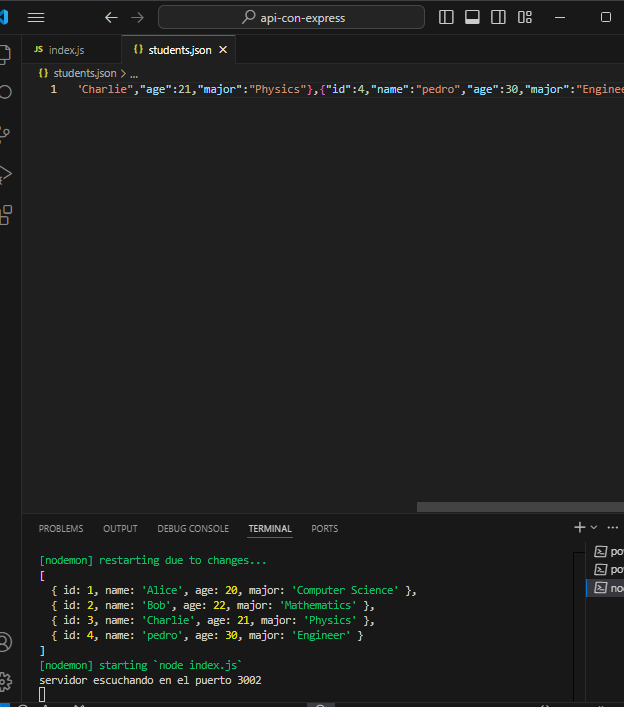 api-con-express
JS index.js
{} students.json
{} students.json > ...
1 'Charlie","age":21,"major":"Physics"},{"id":4,"name":"pedro","age":30,"major":"Enginee
PROBLEMS OUTPUT DEBUG CONSOLE TERMINAL PORTS
[nodemon] restarting due to changes...
[
{ id: 1, name: 'Alice', age: 20, major: 'Computer Science' },
{ id: 2, name: 'Bob', age: 22, major: 'Mathematics' },
{ id: 3, name: 'Charlie', age: 21, major: 'Physics' },
{ id: 4, name: 'pedro', age: 30, major: 'Engineer' }
]
[nodemon] starting `node index.js`
servidor escuchando en el puerto 3002
po
po
no